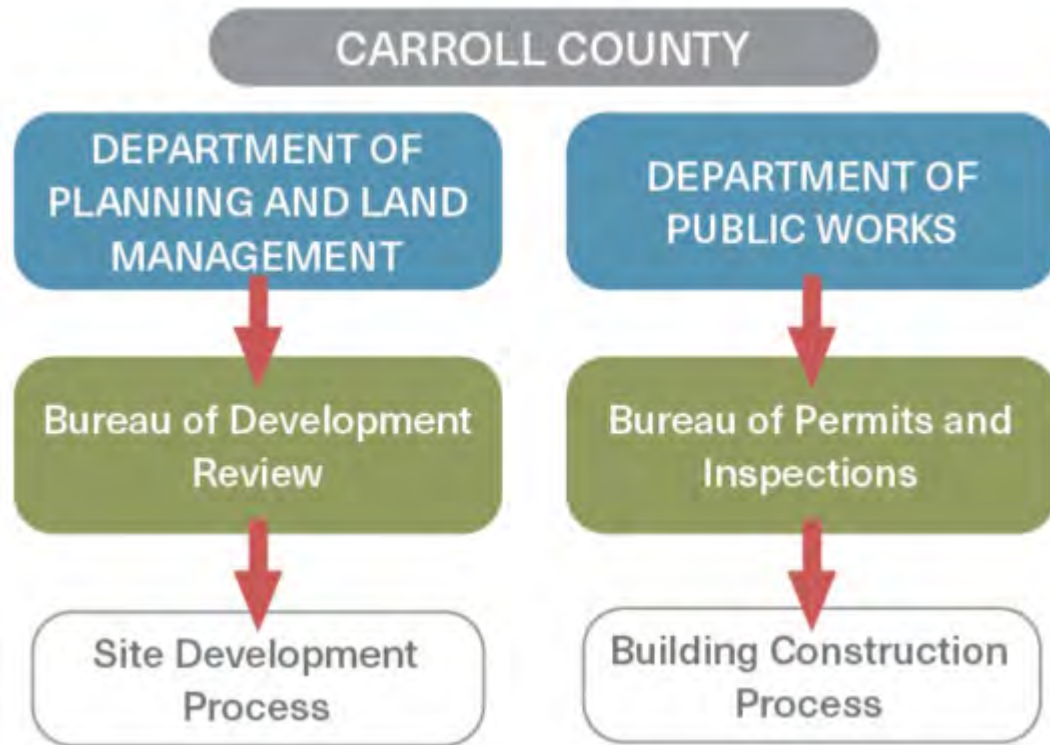 CARROLL COUNTY
DEPARTMENT OF
PLANNING AND LAND
MANAGEMENT
Bureau of Development
Review
Site Development
Process
DEPARTMENT OF
PUBLIC WORKS
Bureau of Permits and
Inspections
Building Construction
Process